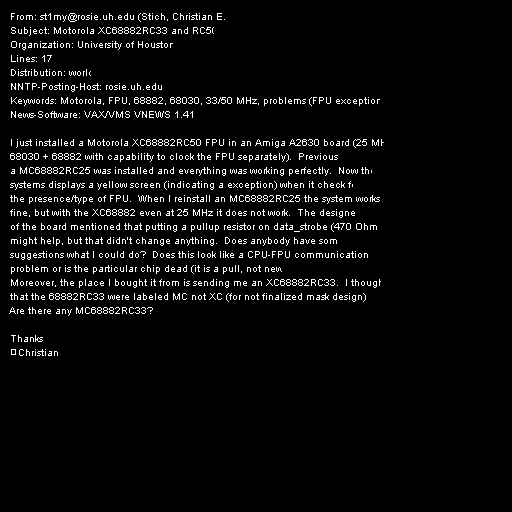 From: st1my@rosie.uh.edu (Stich, Christian E.
Subject: Motorola XC68882RC33 and RC5(
Organization: University of Houston
Lines: 17
Distribution: work
NNTP-Posting-Host: rosie.uh.edu
Keywords: Motorola, FPU, 68882, 68030, 33/50 MHz, problems (FPU exception
News-Software: VAX/VMS VNEWS 1.41
I just installed a Motorola XC68882RC50 FPU in an Amiga A2630 board (25 MH
68030 + 68882 with capability to clock the FPU separately).  Previous
a MC68882RC25 was installed and everything was working perfectly.  Now the
systems displays a yellow screen (indicating a exception) when it check f
the presence/type of FPU.  When I reinstall an MC68882RC25 the system works
fine, but with the XC68882 even at 25 MHz it does not work.  The designe
of the board mentioned that putting a pullup resistor on data_strobe (470 Ohm
might help, but that didn't change anything.  Does anybody have som
suggestions what I could do?  Does this look like a CPU-FPU communication
problem or is the particular chip dead (it is a pull, not new
Moreover, the place I bought it from is sending me an XC68882RC33.  I though
that the 68882RC33 were labeled MC not XC (for not finalized mask design)
Are there any MC68882RC33?
Thanks
Christian